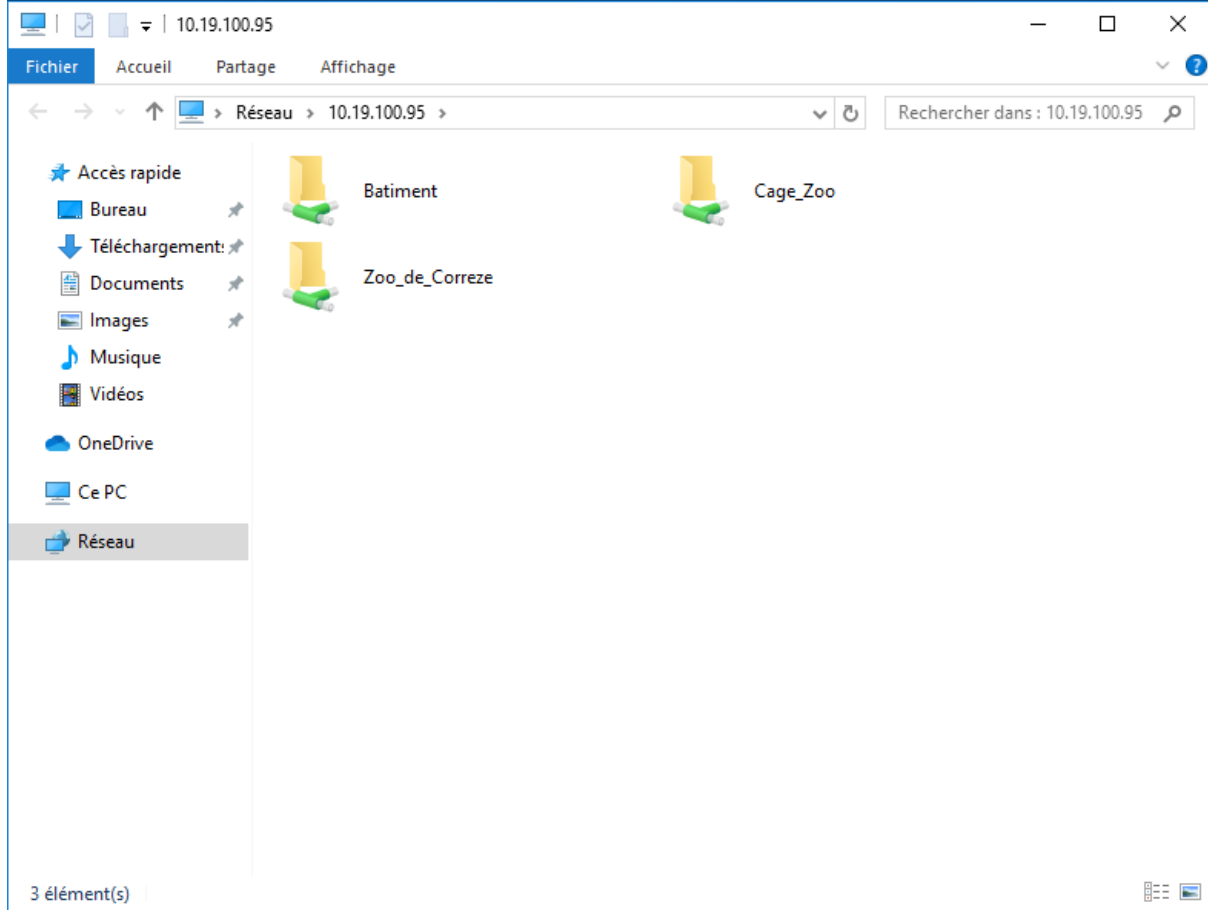 10.19.100.95
Fichier Accueil Partage Affichage
Réseau > 10.19.100.95 >
Rechercher dans : 10.19.100.95
Accès rapide
Bureau
Téléchargement:
Documents
Images
Musique
Vidéos
OneDrive
Ce PC
Réseau
Batiment
Cage_Zoo
Zoo_de_Correze
3 élément(s)